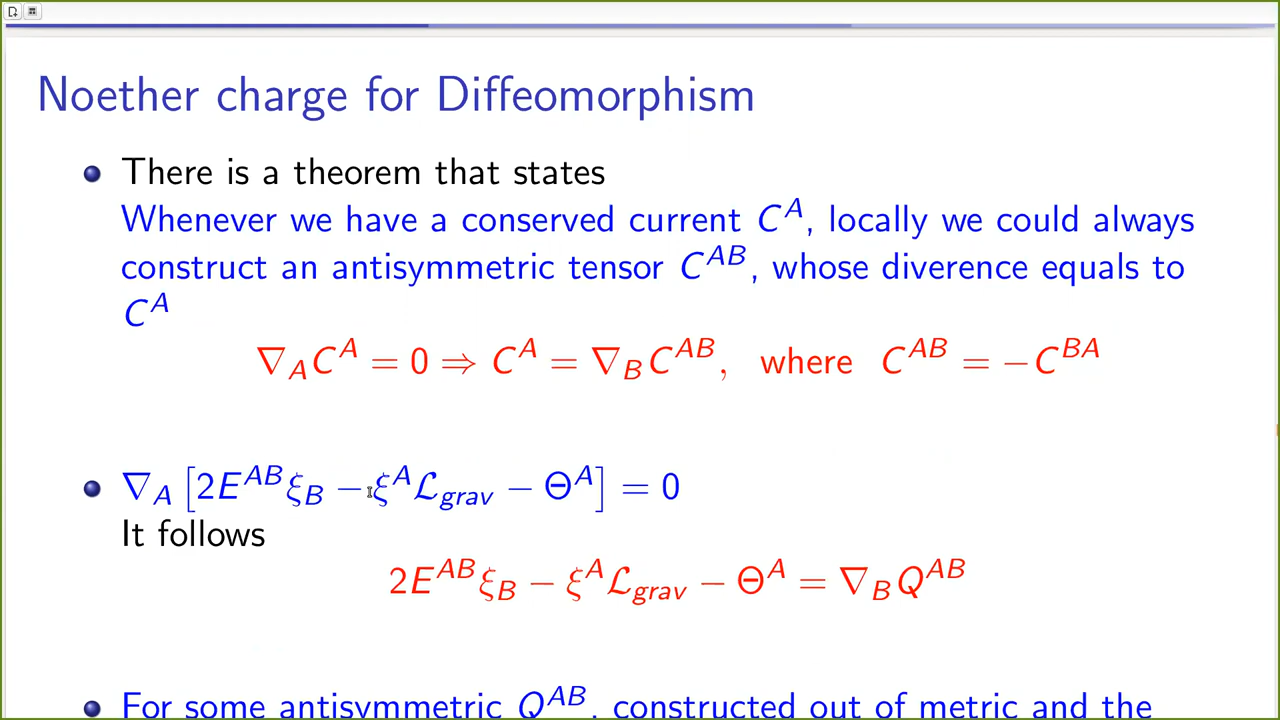 Noether charge for Diffeomorphism
There is a theorem that states
Whenever we have a conserved current C^A, locally we could always
construct an antisymmetric tensor C^{AB}, whose diverence equals to
C^A
∇_A C^A = 0 ⇒ C^A = ∇_B C^{AB}, where C^{AB} = −C^{BA}
∇_A [2E^{AB} ξ_B − ξ^A ℒ_{grav} − Θ^A] = 0
It follows
2E^{AB} ξ_B − ξ^A ℒ_{grav} − Θ^A = ∇_B Q^{AB}
For some antisymmetric Q^{AB}, constructed out of metric and the